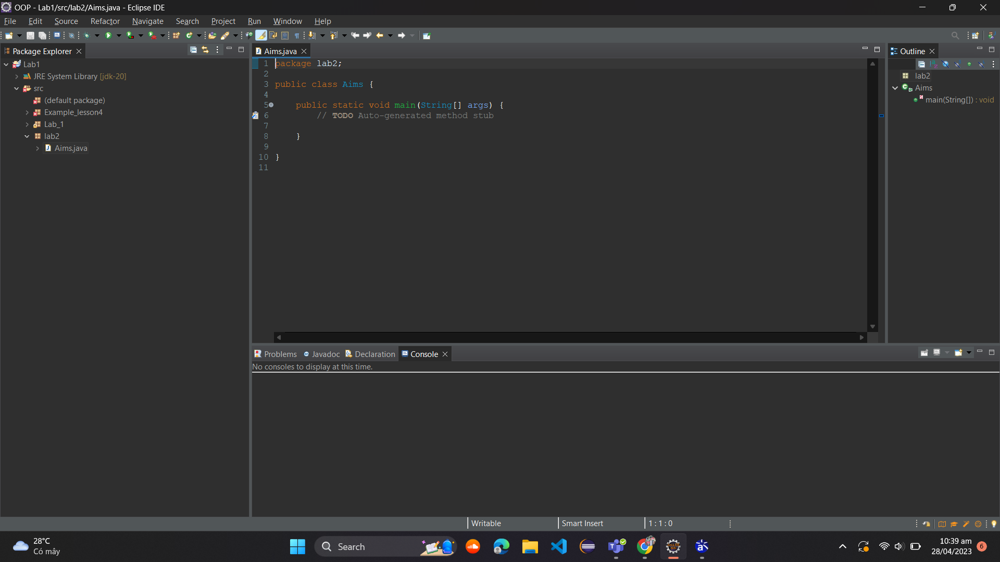 OOP - Lab1/src/lab2/Aims.java - Eclipse IDE
File Edit Source Refactor Navigate Search Project Run Window Help
Package Explorer
Lab1
JRE System Library [jdk-20]
src
(default package)
Example_lesson4
Lab_1
lab2
Aims.java
Aims.java
1 package lab2;
2
3 public class Aims {
4
5 public static void main(String[] args) {
6 // TODO Auto-generated method stub
7
8 }
9
10 }
11
Outline
lab2
Aims
main(String[]) : void
Problems Javadoc Declaration Console
No consoles to display at this time.
Writable Smart Insert 1 : 1 : 0
28°C
Có mây
Search
10:39 am
28/04/2023
6